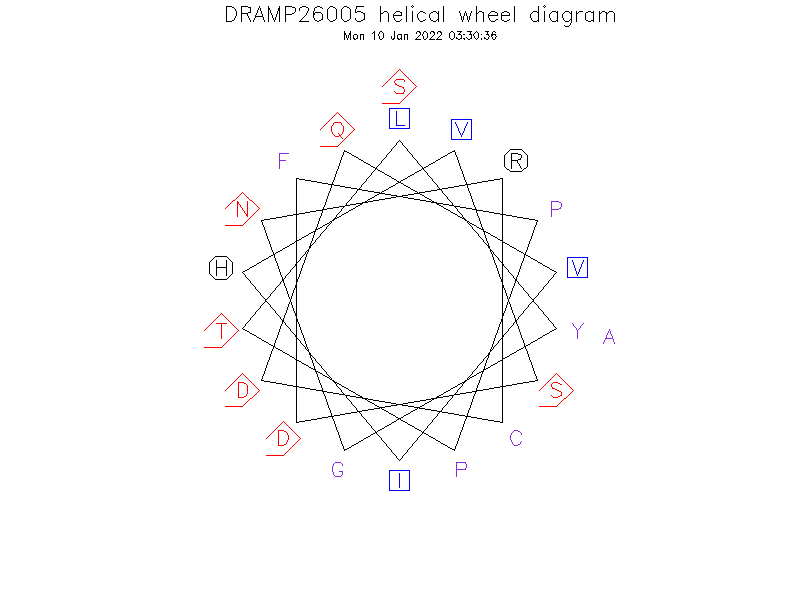 DRAMP26005 helical wheel diagram
Mon 10 Jan 2022 03:30:36
S
L
Q
V
F
R
N
P
H
V
T
Y
A
D
S
D
C
G
P
I